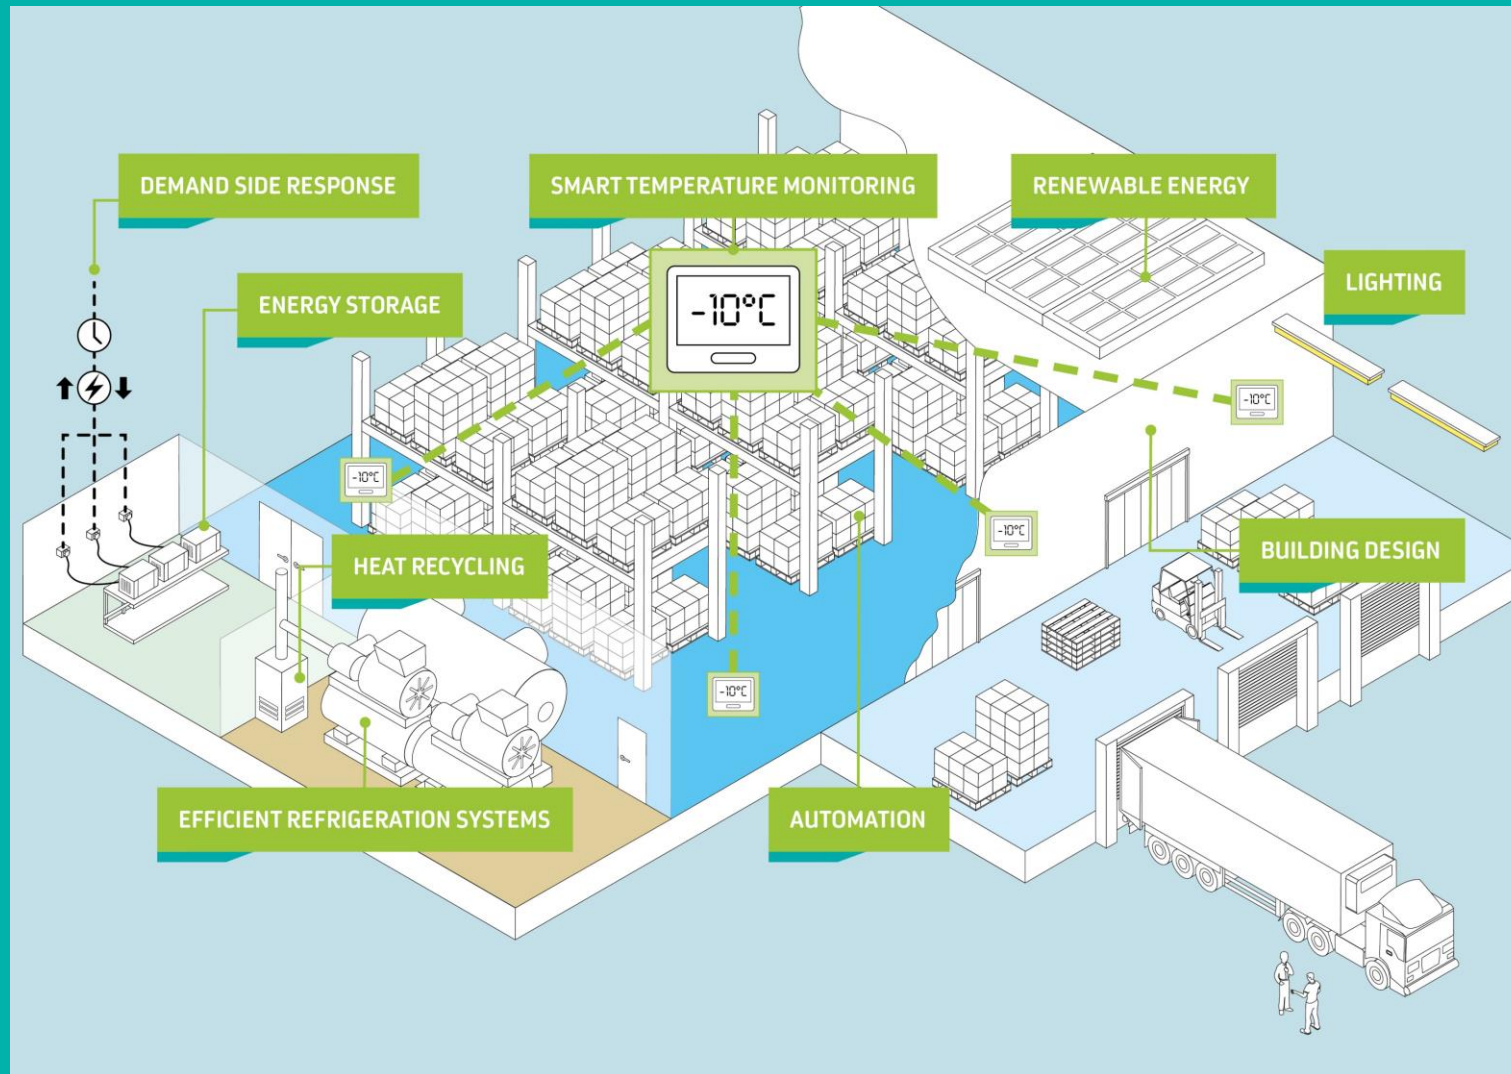 DEMAND SIDE RESPONSE
SMART TEMPERATURE MONITORING
RENEWABLE ENERGY
LIGHTING
ENERGY STORAGE
-10°C
-10°C
-10°C
-10°C
BUILDING DESIGN
HEAT RECYCLING
-10°C
EFFICIENT REFRIGERATION SYSTEMS
AUTOMATION